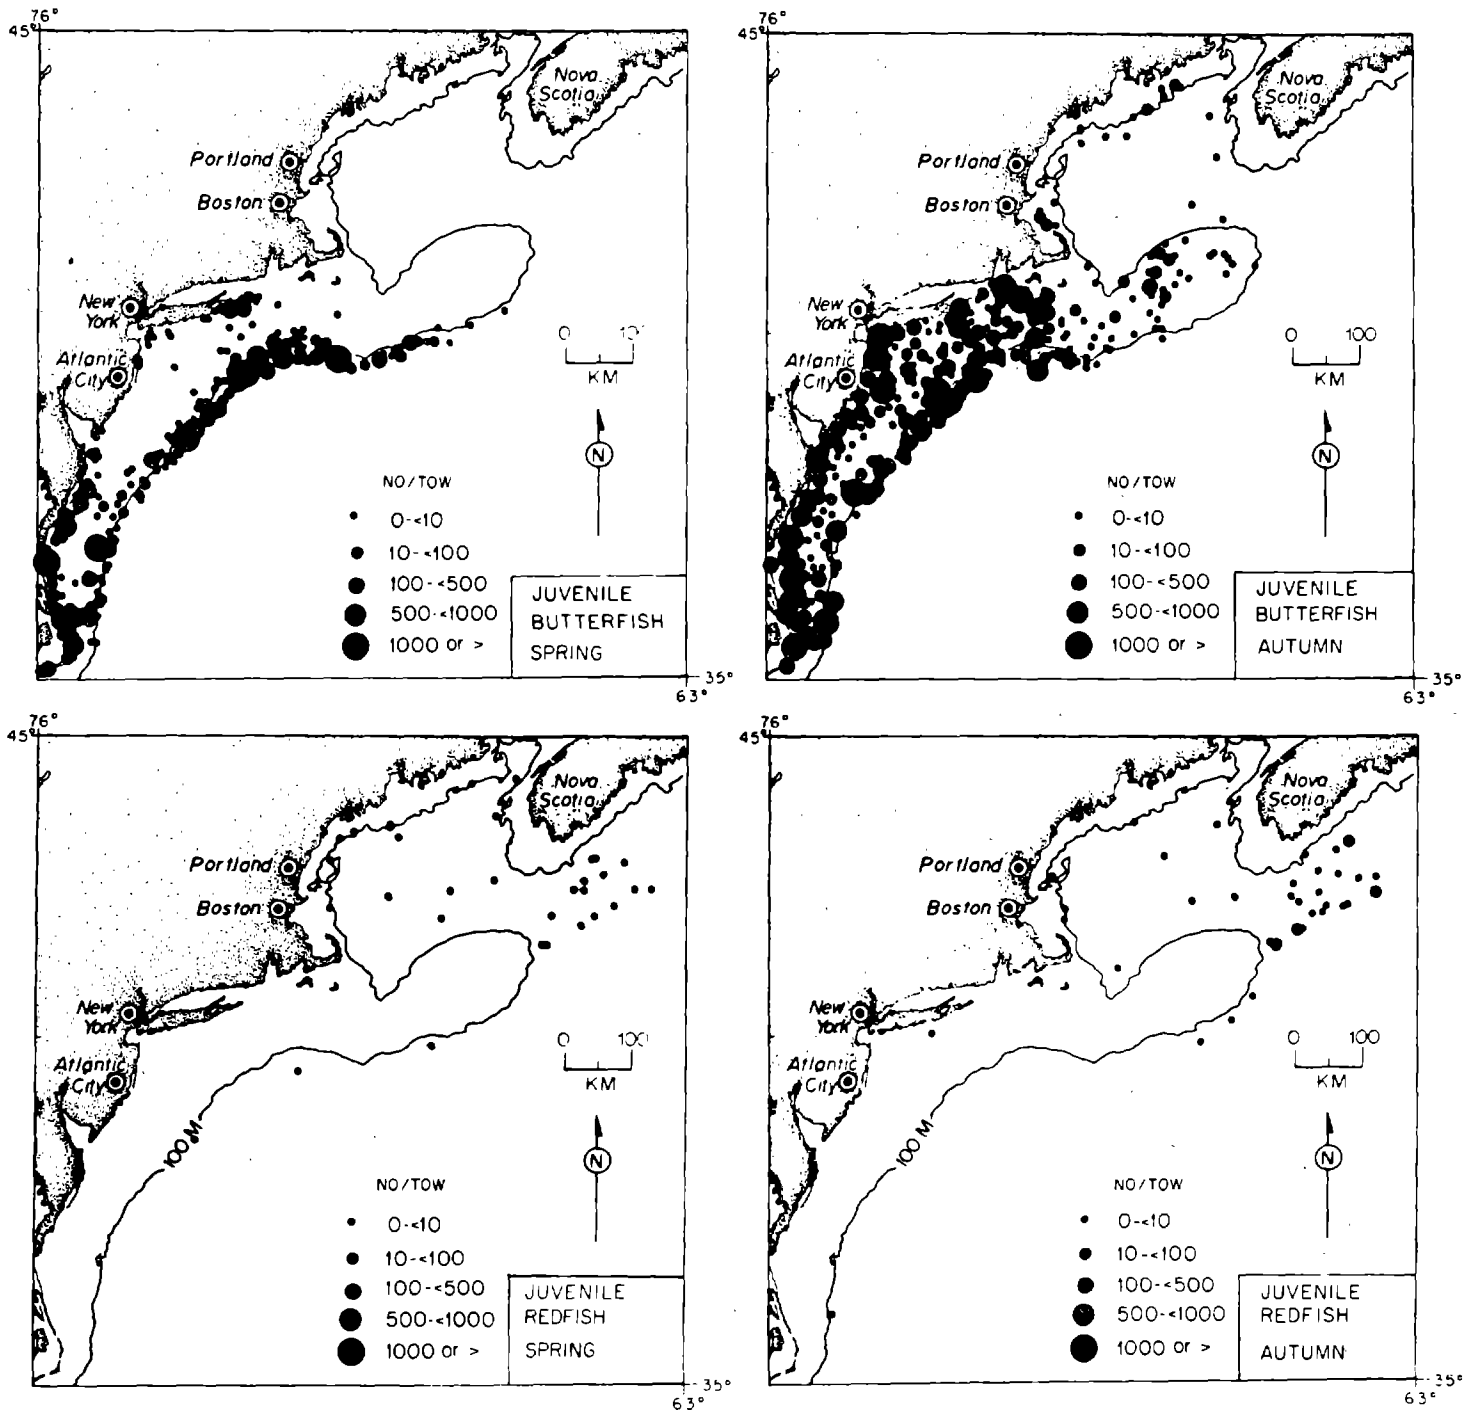 76°
45°
Nova
Scotia
Portland
Boston
New
York
Atlantic
City
0 10
KM
N
NO/TOW
0-<10
10-<100
100-<500
500-<1000
1000 or >
JUVENILE
BUTTERFISH
SPRING
35°
63°
76°
45°
Nova
Scotia
Portland
Boston
New
York
Atlantic
City
0 100
KM
N
NO/TOW
0-<10
10-<100
100-<500
500-<1000
1000 or >
JUVENILE
BUTTERFISH
AUTUMN
35°
63°
76°
45°
Nova
Scotia
Portland
Boston
New
York
Atlantic
City
0 100
KM
100 M
N
NO/TOW
0-<10
10-<100
100-<500
500-<1000
1000 or >
JUVENILE
REDFISH
SPRING
35°
63°
76°
45°
Nova
Scotia
Portland
Boston
New
York
Atlantic
City
0 100
KM
100 M
N
NO/TOW
0-<10
10-<100
100-<500
500-<1000
1000 or >
JUVENILE
REDFISH
AUTUMN
35°
63°